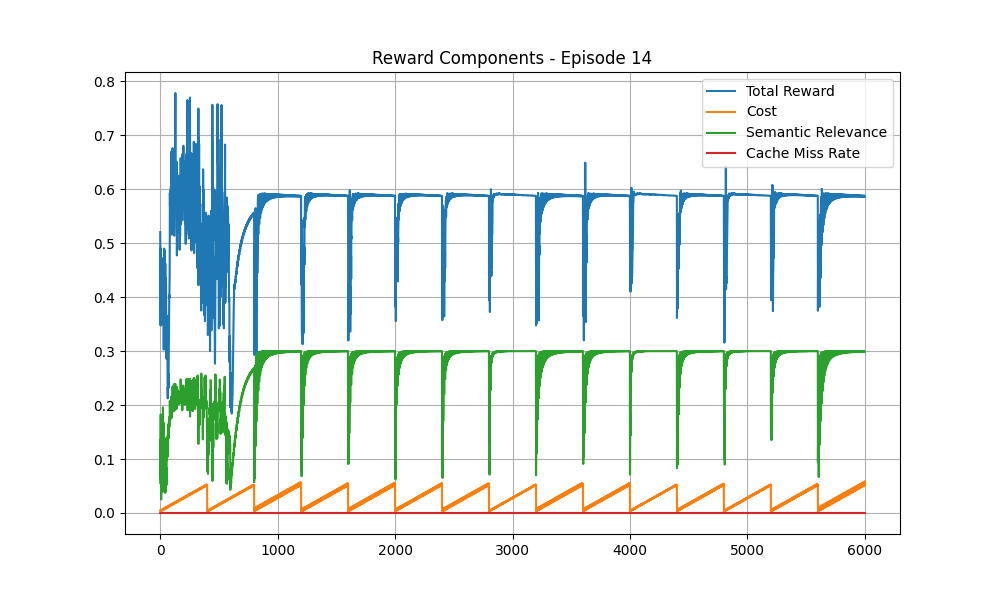 Reward Components - Episode 14
Total Reward
Cost
Semantic Relevance
Cache Miss Rate
0.8
0.7
0.6
0.5
0.4
0.3
0.2
0.1
0.0
0 1000 2000 3000 4000 5000 6000